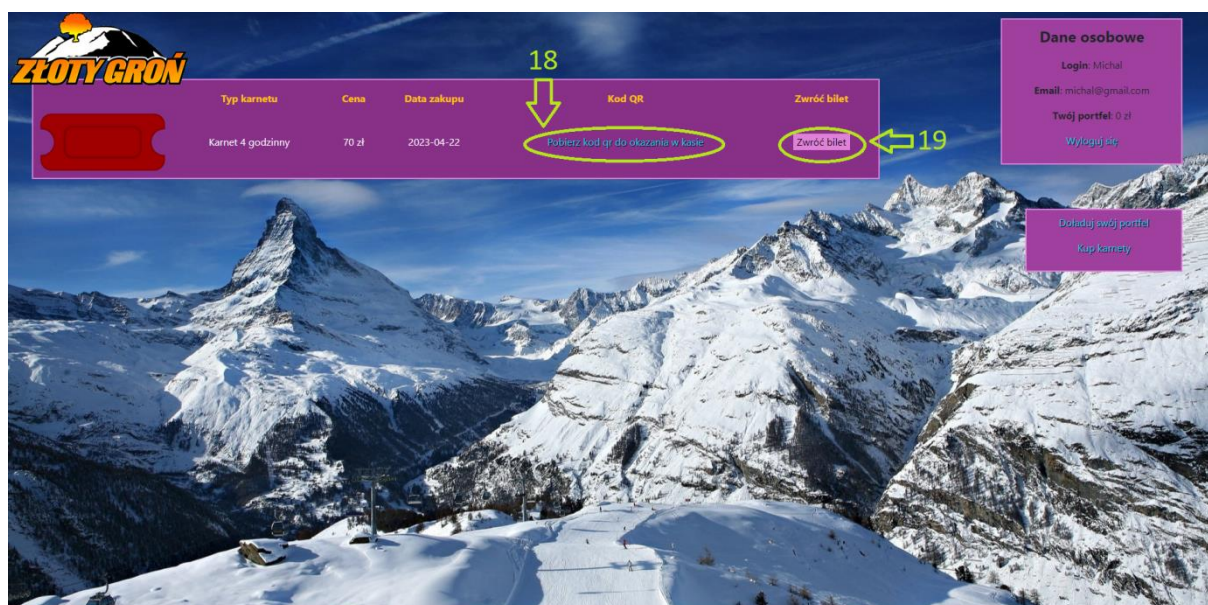 ZŁOTY GROŃ
18
Typ karnetu Cena Data zakupu Kod QR Zwróć bilet
Karnet 4 godzinny 70 zł 2023-04-22 Pobierz kod qr do okazania w kasie Zwróć bilet
19
Dane osobowe
Login: Michal
Email: michal@gmail.com
Twój portfel: 0 zł
Wyloguj się
Doładuj swój portfel
Kup karnety